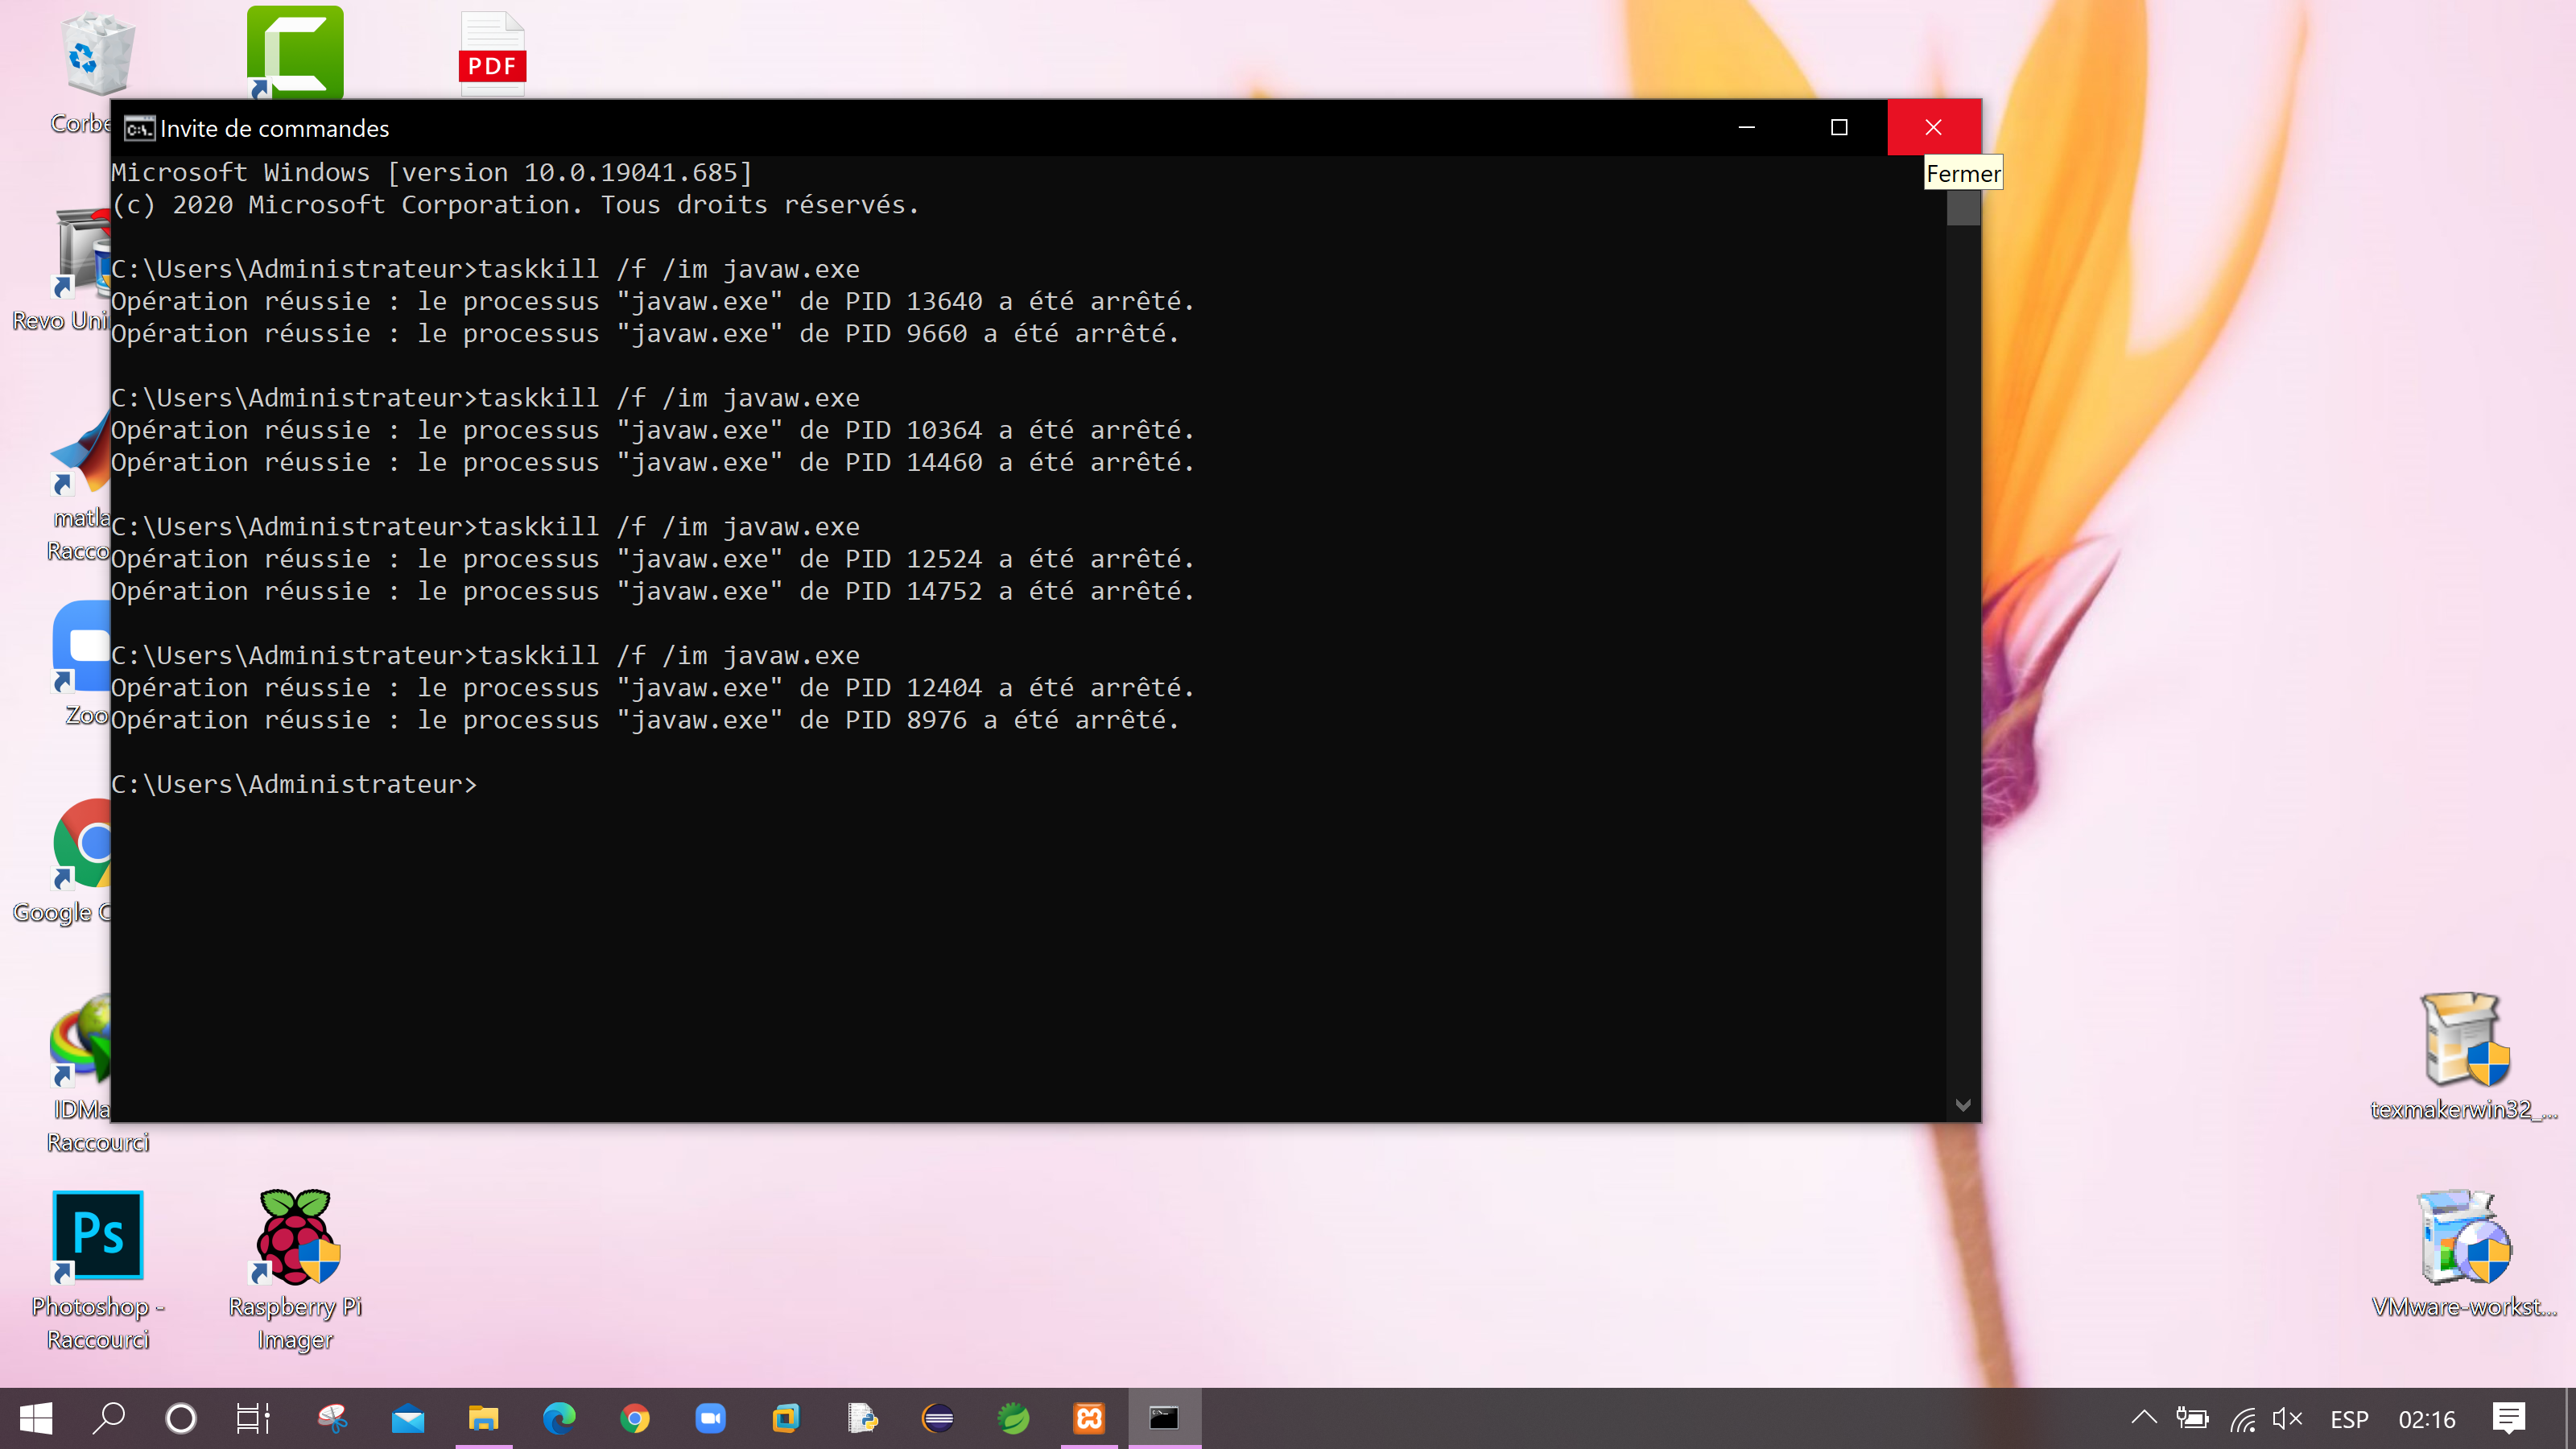 PDF
Corbe
Invite de commandes
Fermer
Microsoft Windows [version 10.0.19041.685]
(c) 2020 Microsoft Corporation. Tous droits réservés.
C:\Users\Administrateur>taskkill /f /im javaw.exe
Opération réussie : le processus "javaw.exe" de PID 13640 a été arrêté.
Opération réussie : le processus "javaw.exe" de PID 9660 a été arrêté.
C:\Users\Administrateur>taskkill /f /im javaw.exe
Opération réussie : le processus "javaw.exe" de PID 10364 a été arrêté.
Opération réussie : le processus "javaw.exe" de PID 14460 a été arrêté.
C:\Users\Administrateur>taskkill /f /im javaw.exe
Opération réussie : le processus "javaw.exe" de PID 12524 a été arrêté.
Opération réussie : le processus "javaw.exe" de PID 14752 a été arrêté.
C:\Users\Administrateur>taskkill /f /im javaw.exe
Opération réussie : le processus "javaw.exe" de PID 12404 a été arrêté.
Opération réussie : le processus "javaw.exe" de PID 8976 a été arrêté.
C:\Users\Administrateur>
Revo Uni
matla
Racco
Zoo
Google C
IDMa
Raccourci
Ps
Photoshop -
Raccourci
Raspberry Pi
Imager
texmakerwin32_...
VMware-workst...
ESP
02:16